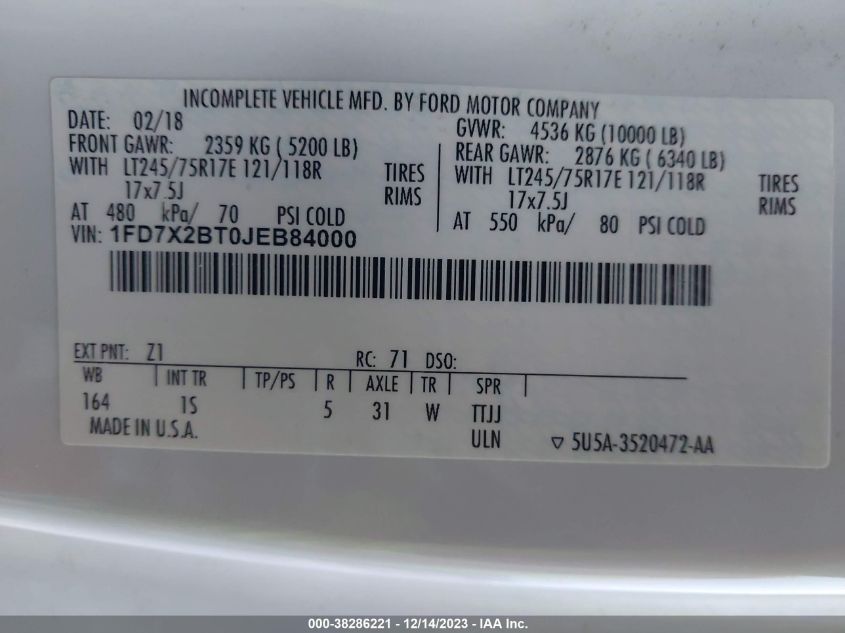 INCOMPLETE VEHICLE MFD. BY FORD MOTOR COMPANY
DATE: 02/18 GVWR: 4536 KG (10000 LB)
FRONT GAWR: 2359 KG ( 5200 LB) REAR GAWR: 2876 KG ( 6340 LB)
WITH LT245/75R17E 121/118R TIRES WITH LT245/75R17E 121/118R TIRES
17x7.5J RIMS 17x7.5J RIMS
AT 480 kPa/ 70 PSI COLD AT 550 kPa/ 80 PSI COLD
VIN: 1FD7X2BT0JEB84000
EXT PNT: Z1 RC: 71 DSO:
WB INT TR TP/PS R AXLE TR SPR
164 1S 5 31 W TTJJ
MADE IN U.S.A. ULN ▽ 5U5A-3520472-AA
000-38286221 - 12/14/2023 - IAA Inc.